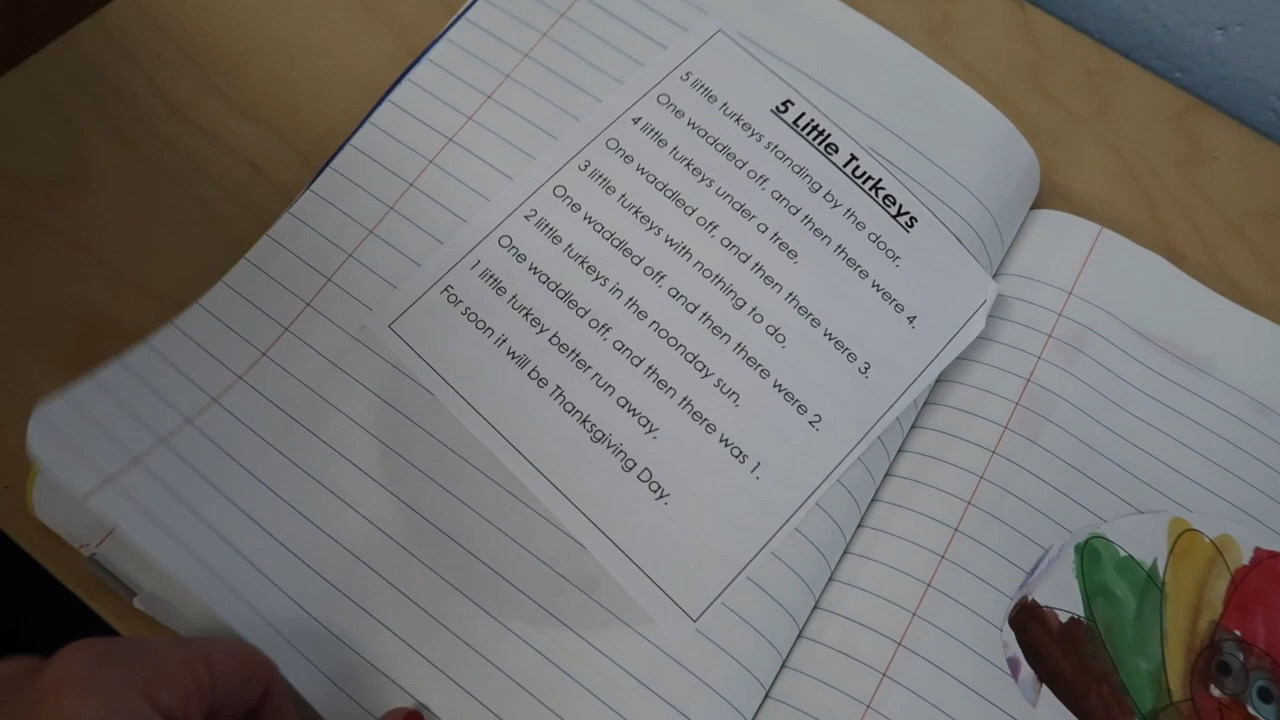 5 Little Turkeys
5 little turkeys standing by the door,
One waddled off, and then there were 4.
4 little turkeys under a tree,
One waddled off, and then there were 3.
3 little turkeys with nothing to do,
One waddled off, and then there were 2.
2 little turkeys in the noonday sun,
One waddled off, and then there was 1.
1 little turkey better run away,
For soon it will be Thanksgiving Day.